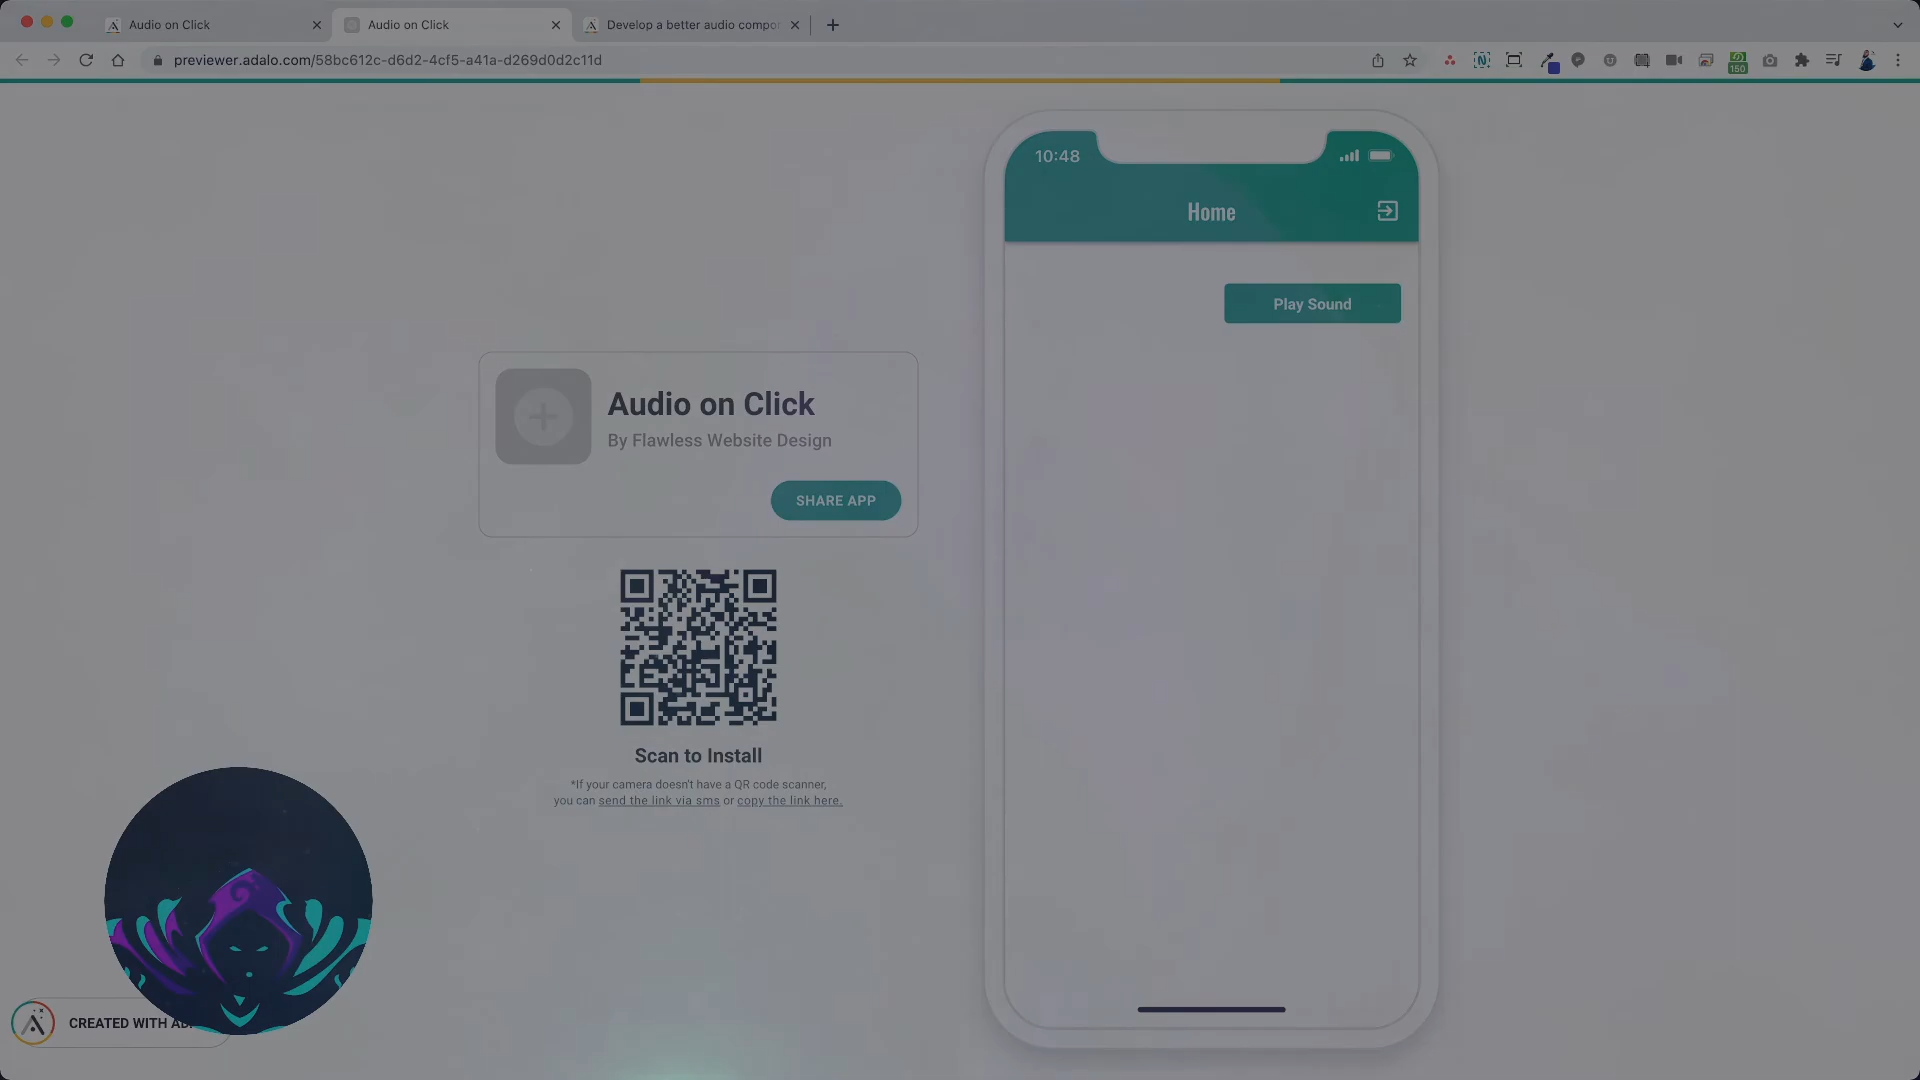 Audio on Click
Audio on Click
Develop a better audio compo
previewer.adalo.com/58bc612c-d6d2-4cf5-a41a-d269d0d2c11d
150
10:48
Home
Play Sound
Audio on Click
By Flawless Website Design
SHARE APP
Scan to Install
*If your camera doesn't have a QR code scanner,
you can send the link via sms or copy the link here.
CREATED WITH AD